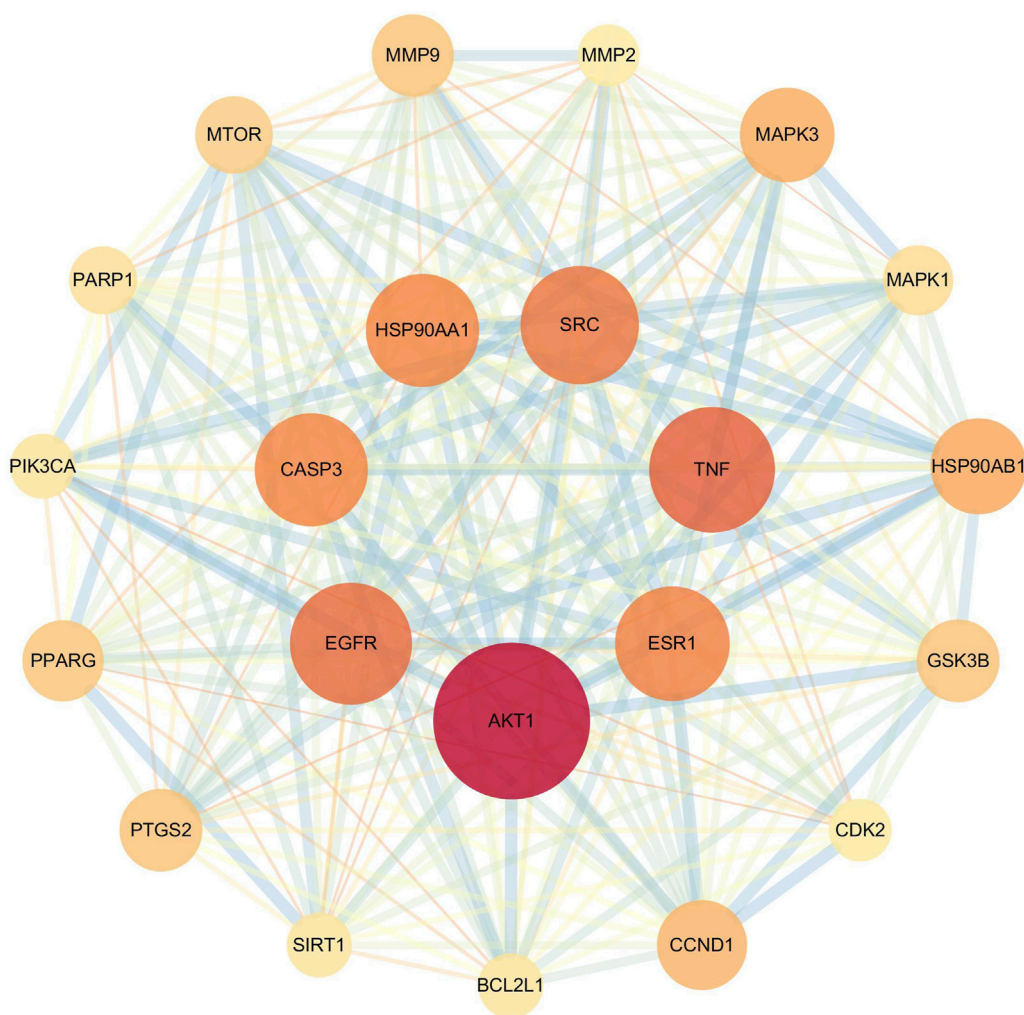 MMP9
MMP2
MTOR
MAPK3
PARP1
MAPK1
HSP90AA1
SRC
PIK3CA
CASP3
TNF
HSP90AB1
EGFR
ESR1
PPARG
GSK3B
AKT1
PTGS2
CDK2
SIRT1
CCND1
BCL2L1